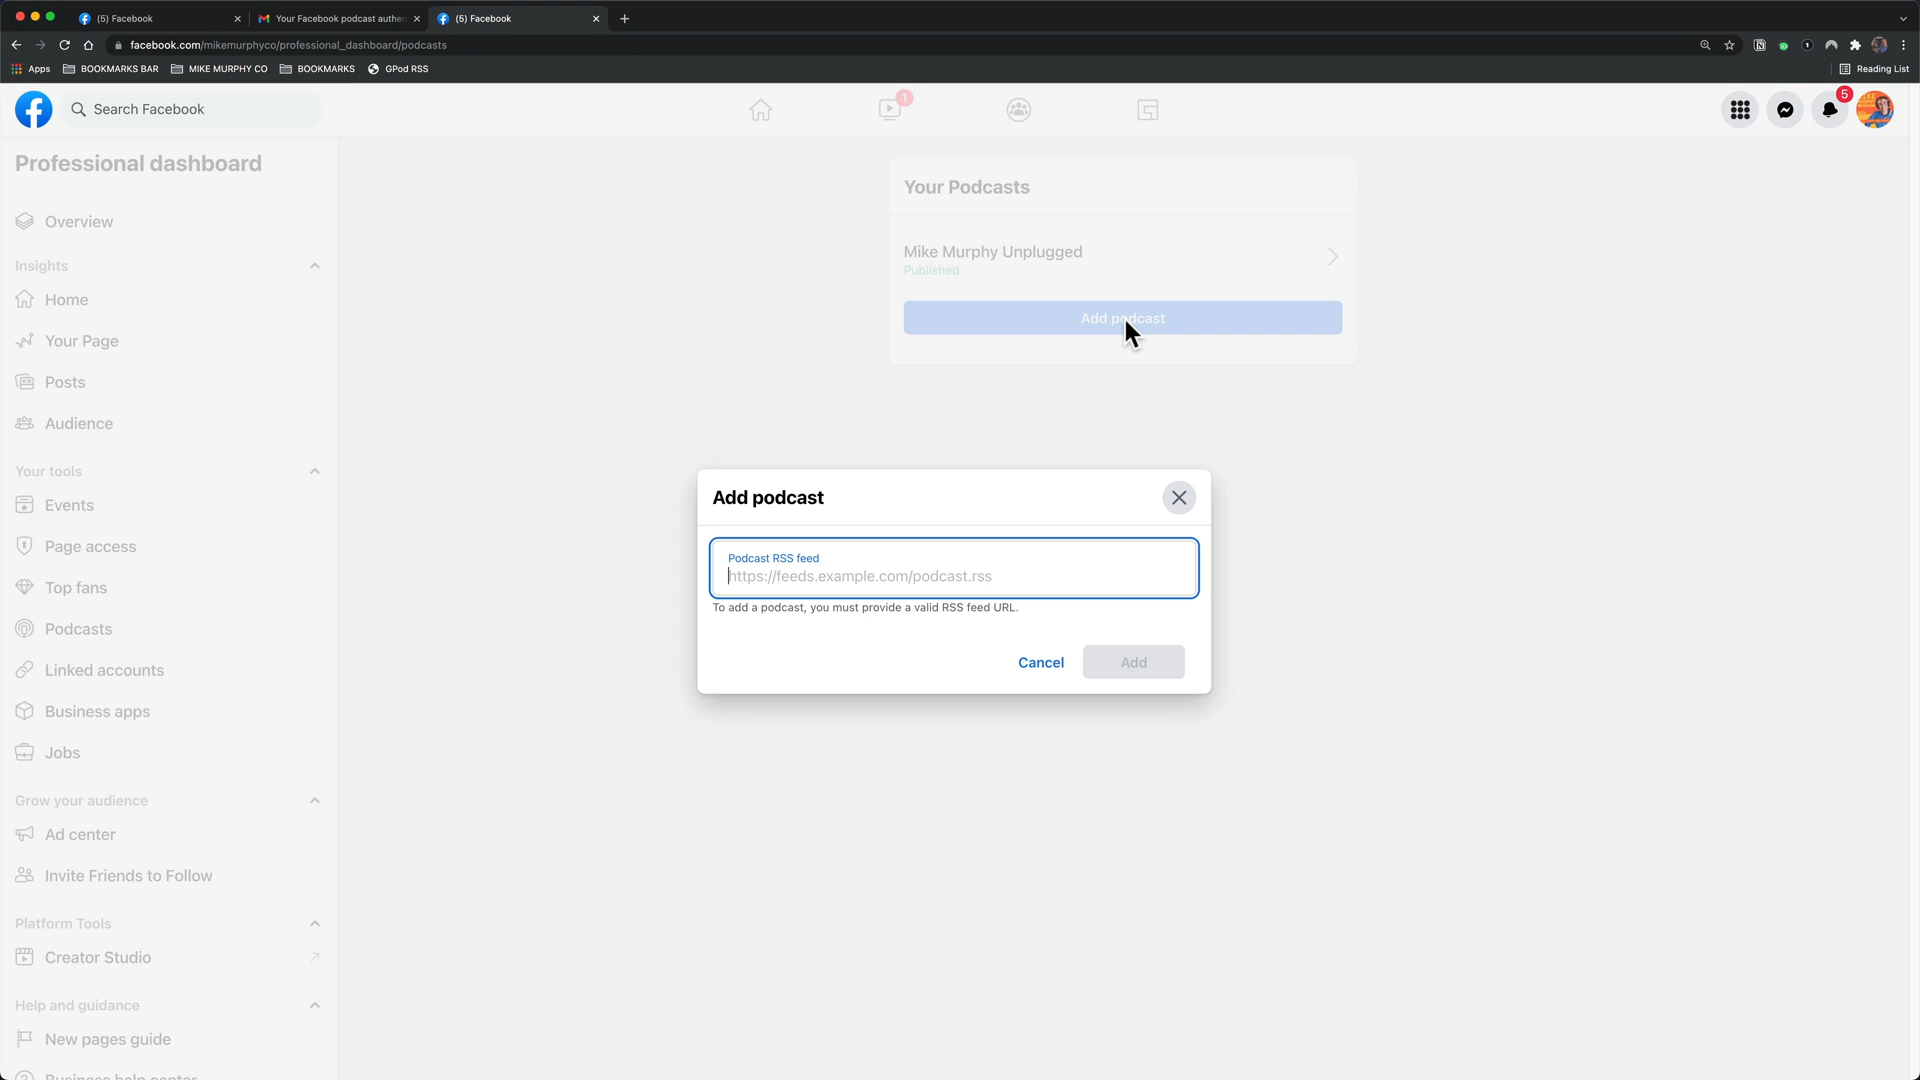 (5) Facebook
Your Facebook podcast authen
(5) Facebook
facebook.com/mikemurphyco/professional_dashboard/podcasts
Apps
BOOKMARKS BAR
MIKE MURPHY CO
BOOKMARKS
GPod RSS
Reading List
Search Facebook
1
5
Professional dashboard
Overview
Insights
Home
Your Page
Posts
Audience
Your tools
Events
Page access
Top fans
Podcasts
Linked accounts
Business apps
Jobs
Grow your audience
Ad center
Invite Friends to Follow
Platform Tools
Creator Studio
Help and guidance
New pages guide
Business help center
Your Podcasts
Mike Murphy Unplugged
Published
Add podcast
Add podcast
Podcast RSS feed
https://feeds.example.com/podcast.rss
To add a podcast, you must provide a valid RSS feed URL.
Cancel
Add